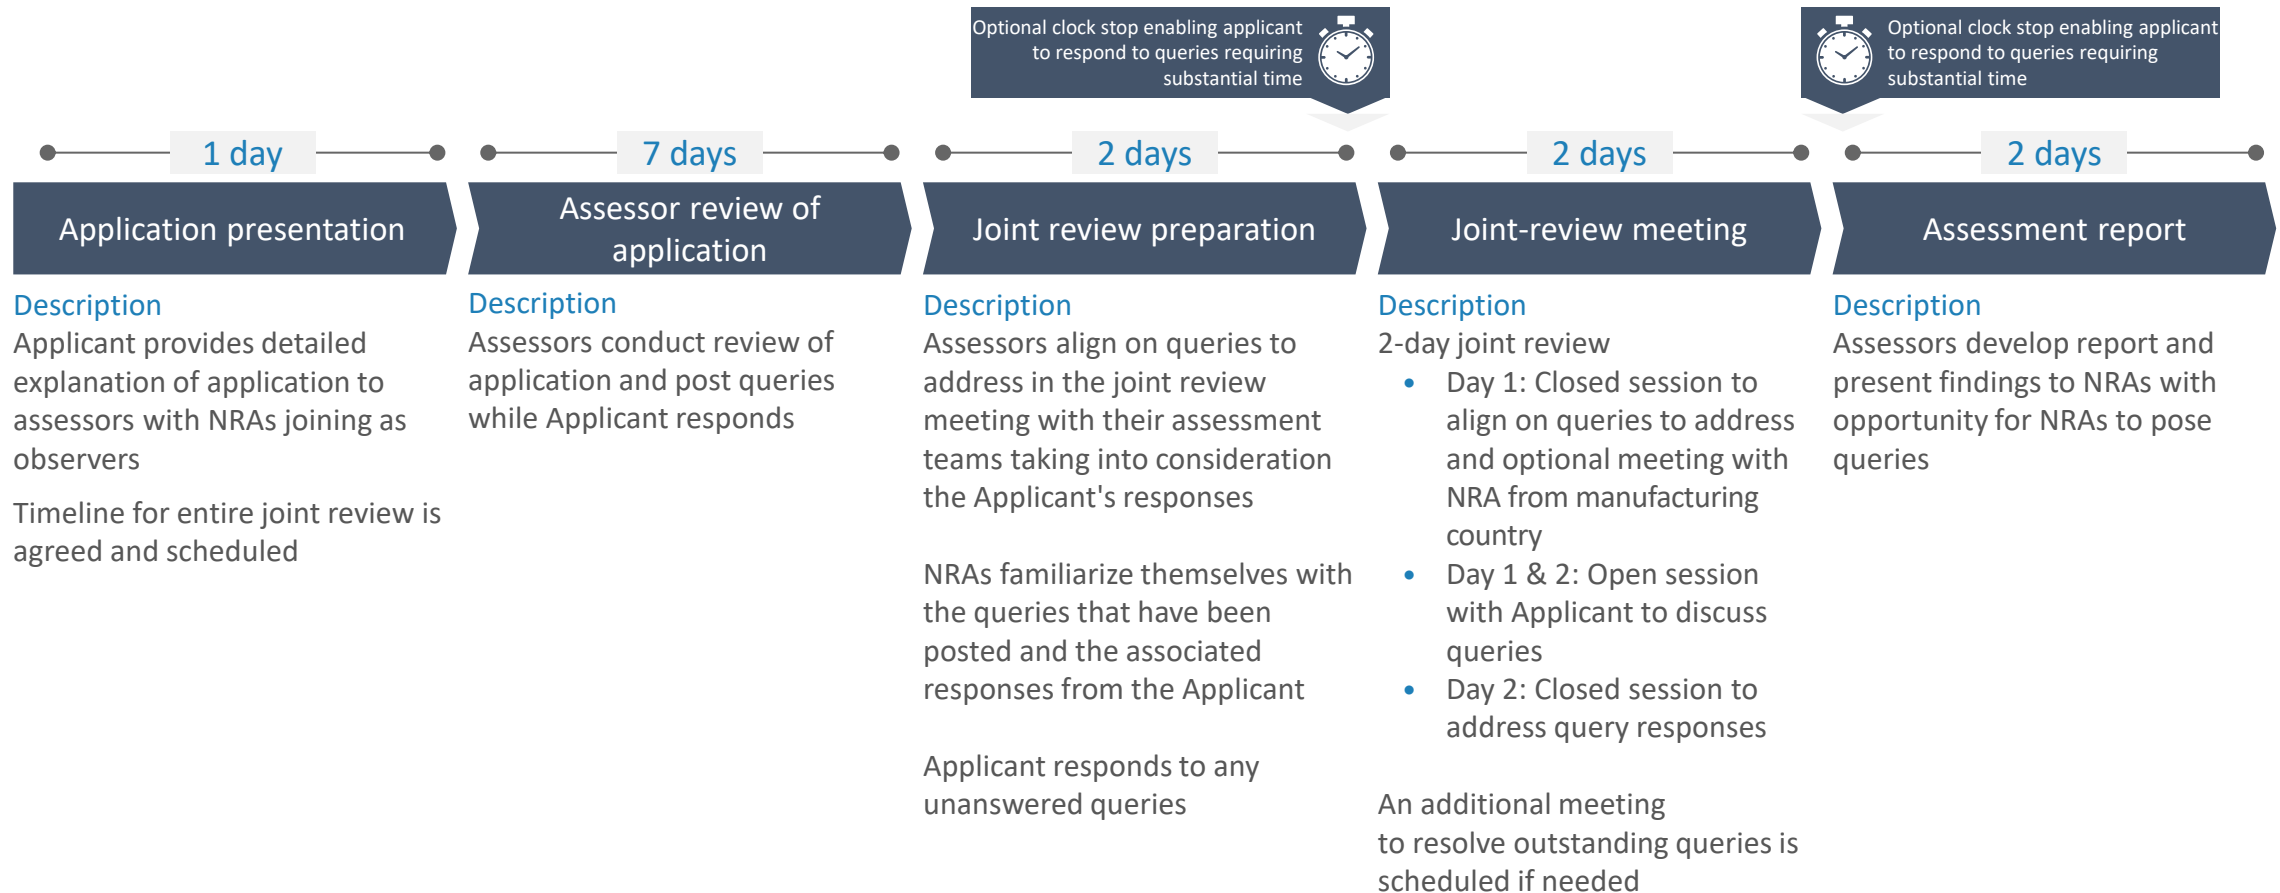 Optional clock stop enabling applicant
to respond to queries requiring
substantial time
Optional clock stop enabling applicant
to respond to queries requiring
substantial time
1 day
7 days
2 days
2 days
2 days
Application presentation
Assessor review of
application
Joint review preparation
Joint-review meeting
Assessment report
Description
Applicant provides detailed
explanation of application to
assessors with NRAs joining as
observers
Timeline for entire joint review is
agreed and scheduled
Description
Assessors conduct review of
application and post queries
while Applicant responds
Description
Assessors align on queries to
address in the joint review
meeting with their assessment
teams taking into consideration
the Applicant's responses
NRAs familiarize themselves with
the queries that have been
posted and the associated
responses from the Applicant
Applicant responds to any
unanswered queries
Description
2-day joint review
• Day 1: Closed session to
align on queries to address
and optional meeting with
NRA from manufacturing
country
• Day 1 & 2: Open session
with Applicant to discuss
queries
• Day 2: Closed session to
address query responses
An additional meeting
to resolve outstanding queries is
scheduled if needed
Description
Assessors develop report and
present findings to NRAs with
opportunity for NRAs to pose
queries